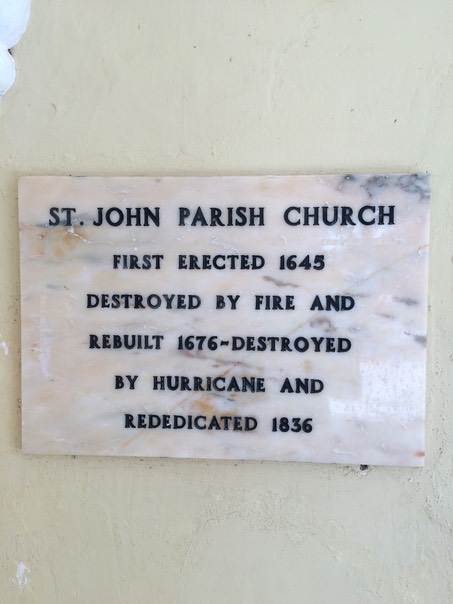 ST. JOHN PARISH CHURCH
FIRST ERECTED 1645
DESTROYED BY FIRE AND
REBUILT 1676-DESTROYED
BY HURRICANE AND
REDEDICATED 1836